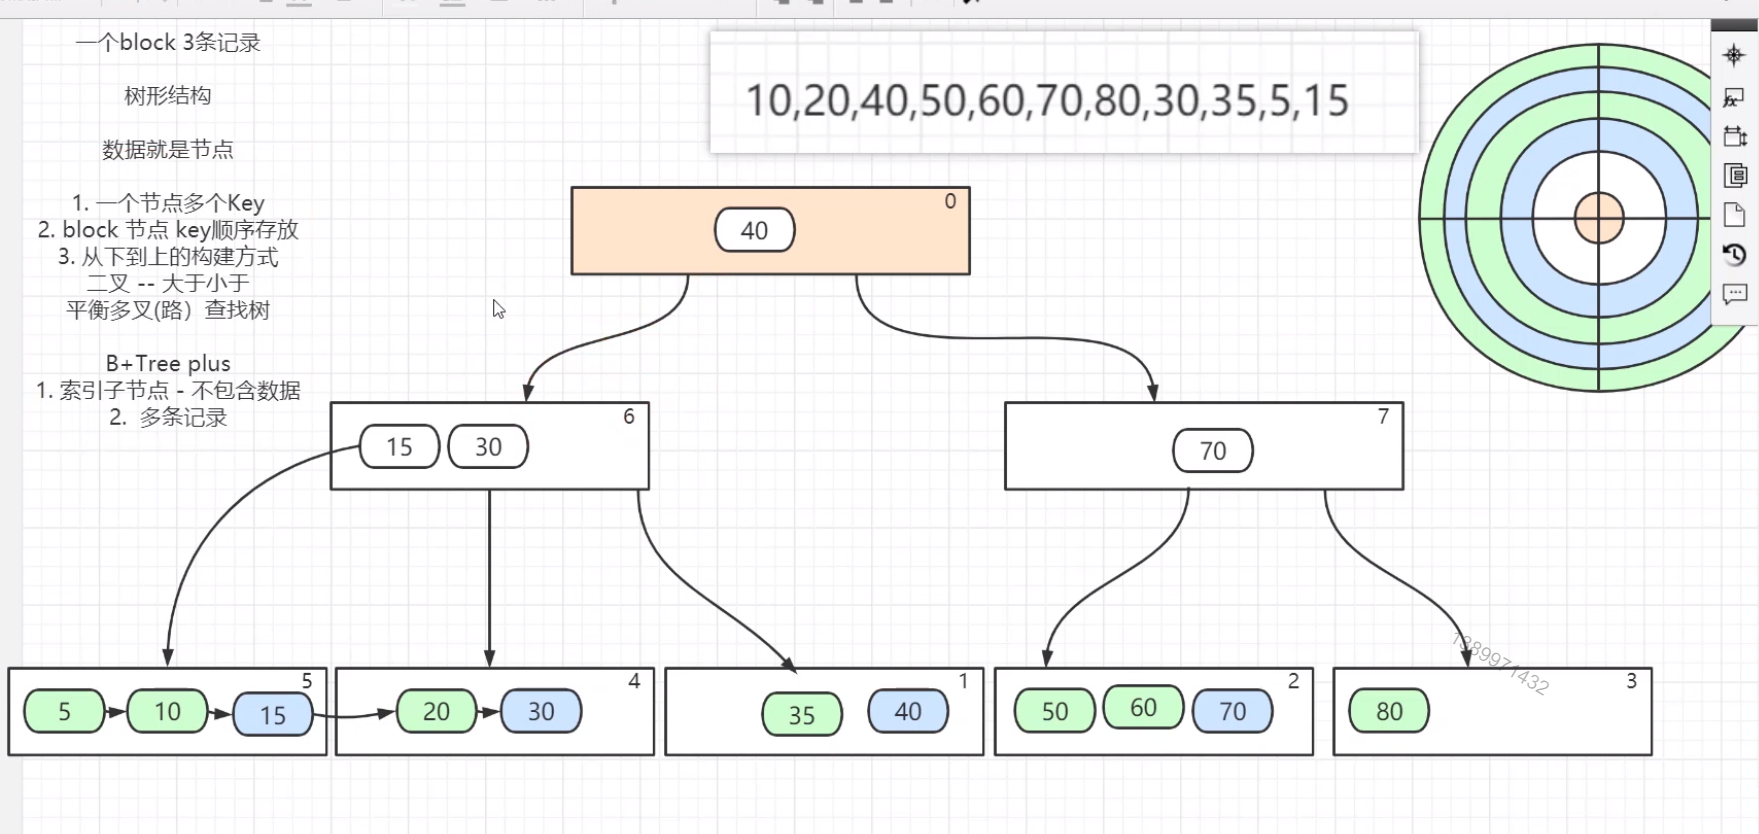 一个block 3条记录
树形结构
数据就是节点
1. 一个节点多个Key
2. block 节点 key顺序存放
3. 从下到上的构建方式
二叉 -- 大于小于
平衡多叉(路）查找树
B+Tree plus
1. 索引子节点 - 不包含数据
2. 多条记录
10,20,40,50,60,70,80,30,35,5,15
0
40
6
15 30
7
70
5
5 10 15
4
20 30
1
35 40
2
50 60 70
3
80
1389971432
fx